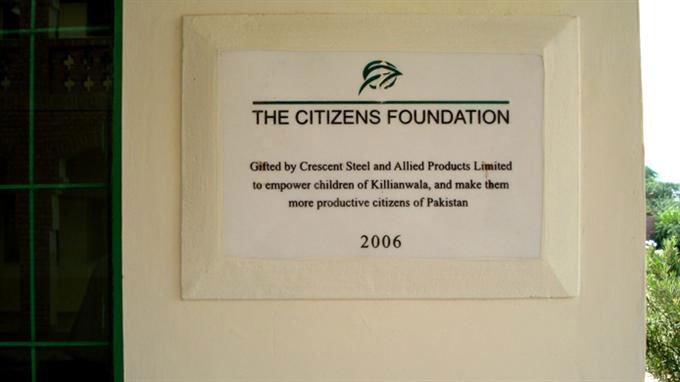 THE CITIZENS FOUNDATION
Gifted by Crescent Steel and Allied Products Limited
to empower children of Killianwala, and make them
more productive citizens of Pakistan
2006